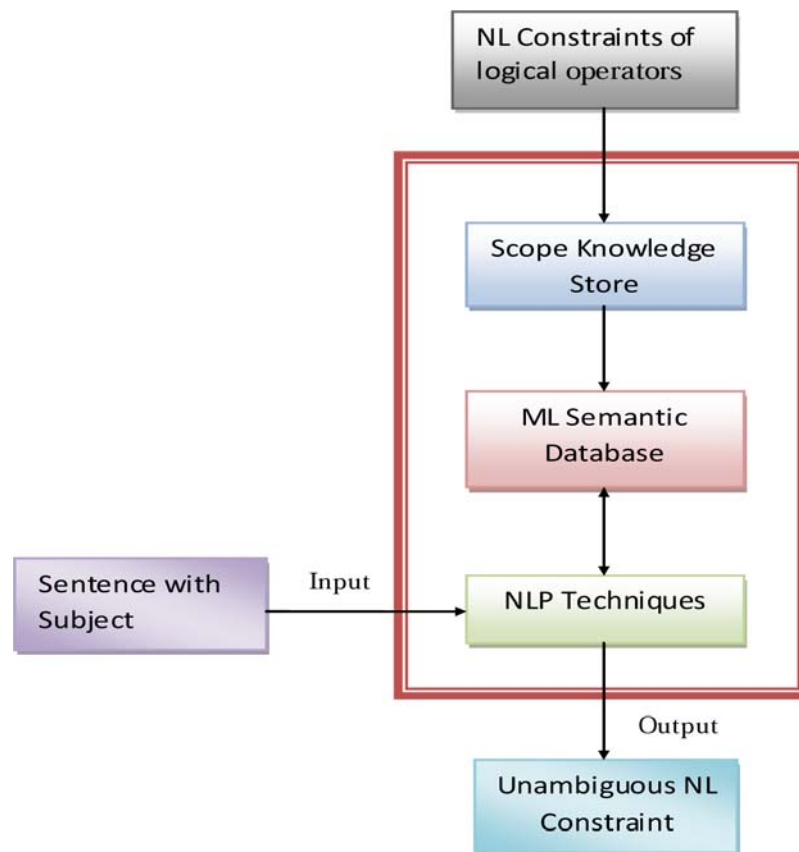 NL Constraints of
logical operators
Scope Knowledge
Store
ML Semantic
Database
Sentence with
Subject
Input
NLP Techniques
Output
Unambiguous NL
Constraint